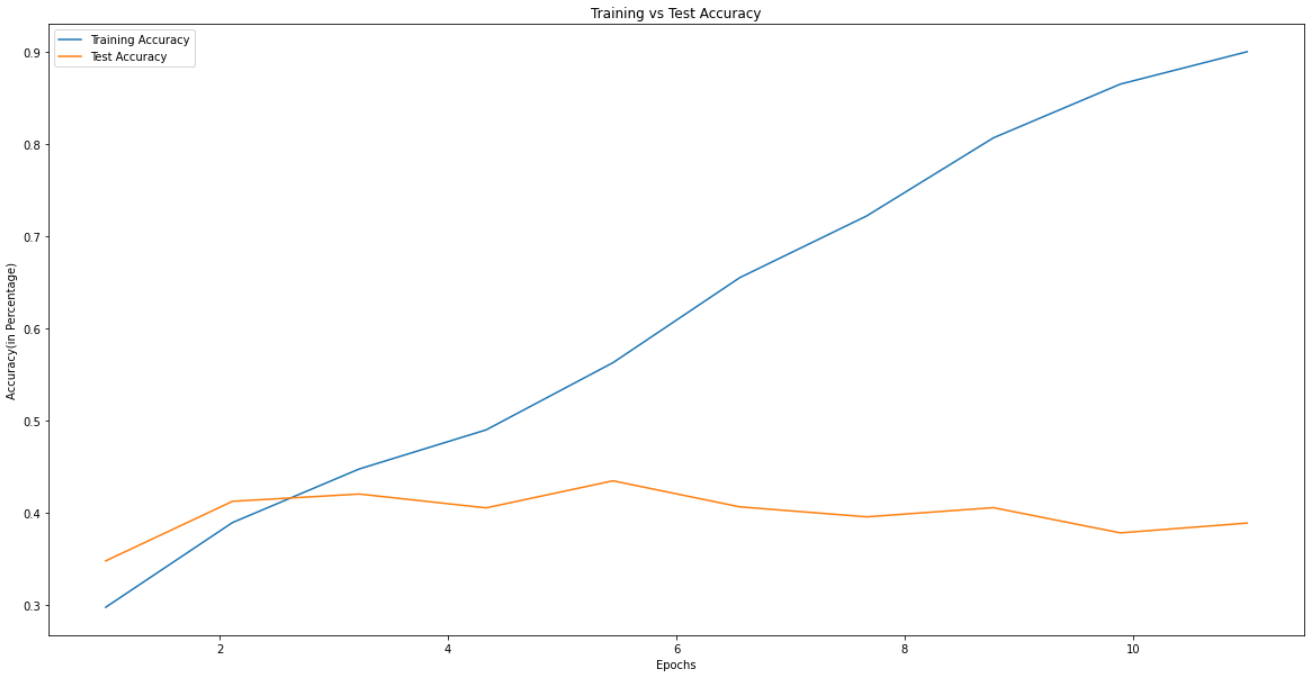 Training vs Test Accuracy
Training Accuracy
Test Accuracy
0.9
0.8
0.7
0.6
0.5
0.4
0.3
Accuracy(in Percentage)
2 4 6 8 10
Epochs